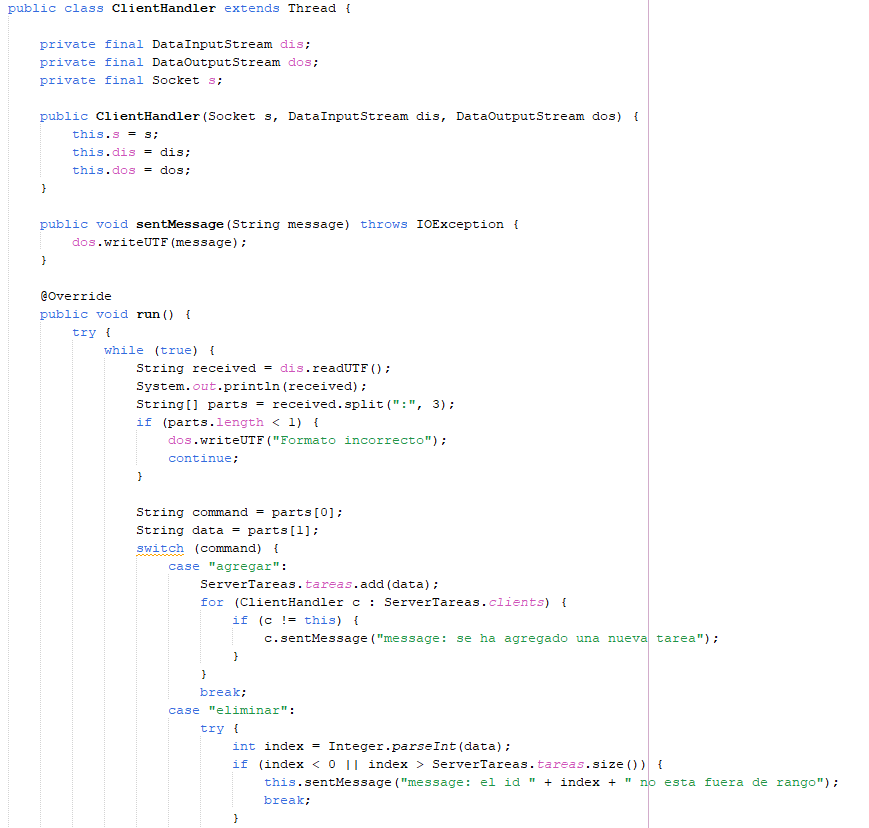 public class ClientHandler extends Thread {
private final DataInputStream dis;
private final DataOutputStream dos;
private final Socket s;
public ClientHandler(Socket s, DataInputStream dis, DataOutputStream dos) {
this.s = s;
this.dis = dis;
this.dos = dos;
}
public void sentMessage(String message) throws IOException {
dos.writeUTF(message);
}
@Override
public void run() {
try {
while (true) {
String received = dis.readUTF();
System.out.println(received);
String[] parts = received.split(":", 3);
if (parts.length < 1) {
dos.writeUTF("Formato incorrecto");
continue;
}
String command = parts[0];
String data = parts[1];
switch (command) {
case "agregar":
ServerTareas.tareas.add(data);
for (ClientHandler c : ServerTareas.clients) {
if (c != this) {
c.sentMessage("message: se ha agregado una nueva tarea");
}
}
break;
case "eliminar":
try {
int index = Integer.parseInt(data);
if (index < 0 || index > ServerTareas.tareas.size()) {
this.sentMessage("message: el id " + index + " no esta fuera de rango");
break;
}